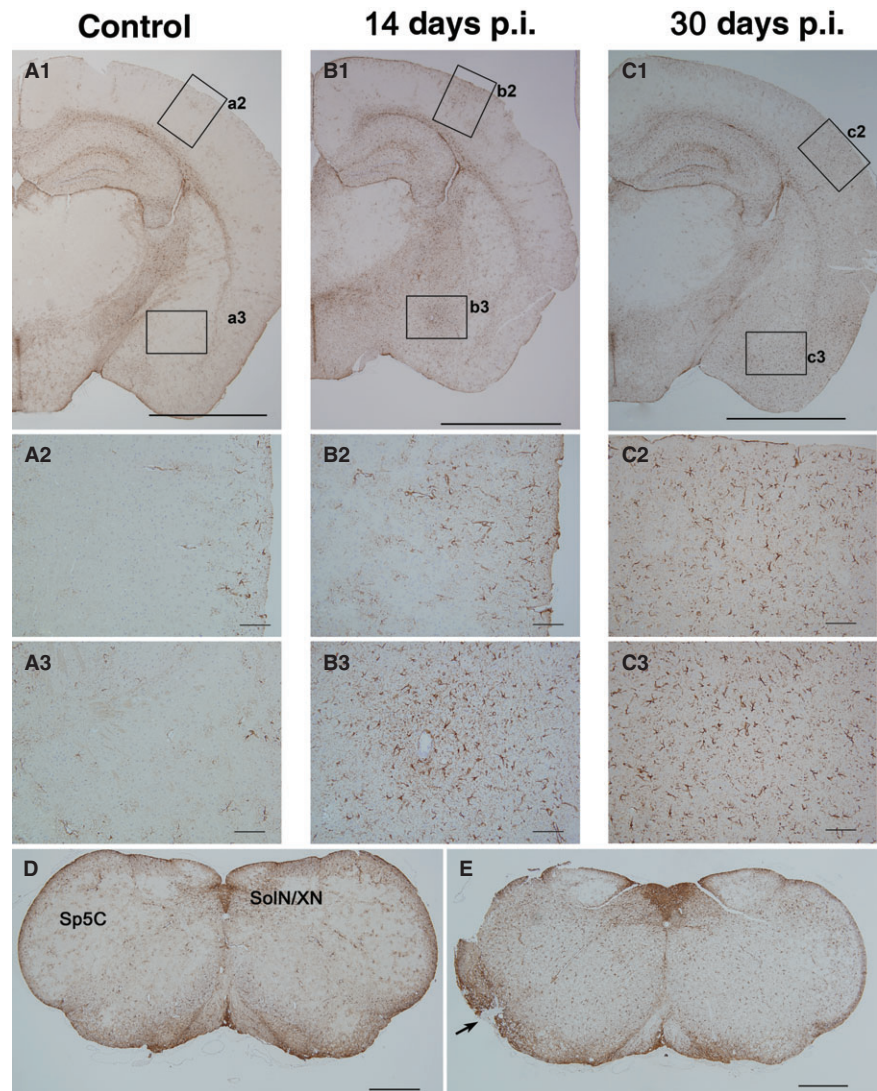 Control 14 days p.i. 30 days p.i.
A1 a2 a3
B1 b2 b3
C1 c2 c3
A2 B2 C2
A3 B3 C3
D Sp5C SolN/XN
E